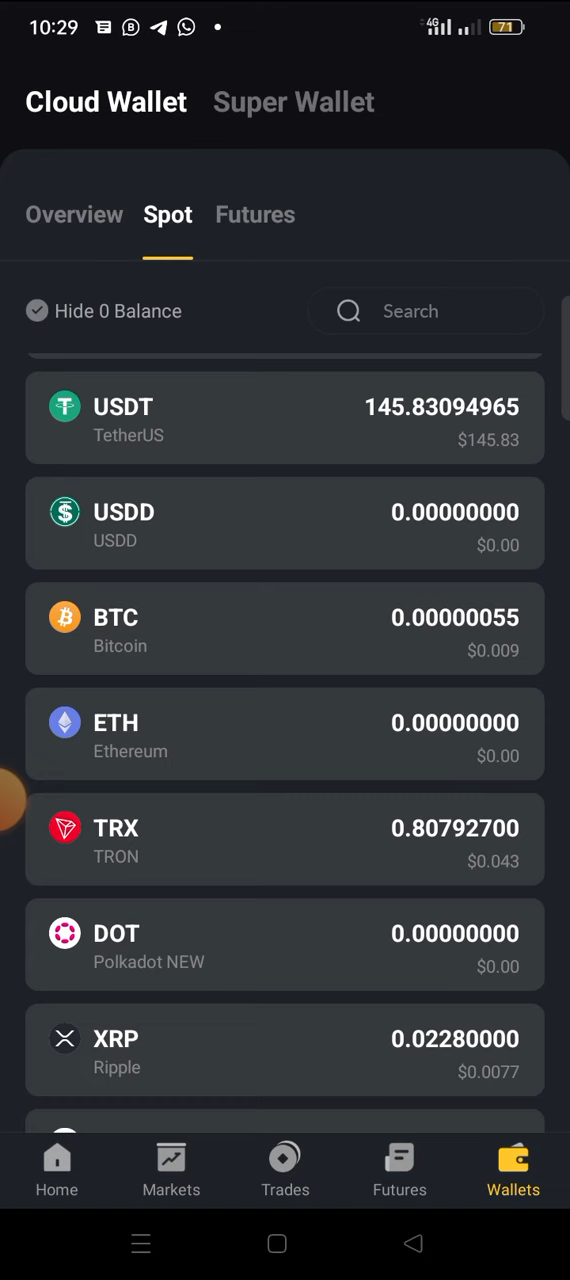 10:29 4G 71
Cloud Wallet Super Wallet
Overview Spot Futures
Hide 0 Balance Search
USDT 145.83094965
TetherUS $145.83
USDD 0.00000000
USDD $0.00
BTC 0.00000055
Bitcoin $0.009
ETH 0.00000000
Ethereum $0.00
TRX 0.80792700
TRON $0.043
DOT 0.00000000
Polkadot NEW $0.00
XRP 0.02280000
Ripple $0.0077
Home Markets Trades Futures Wallets